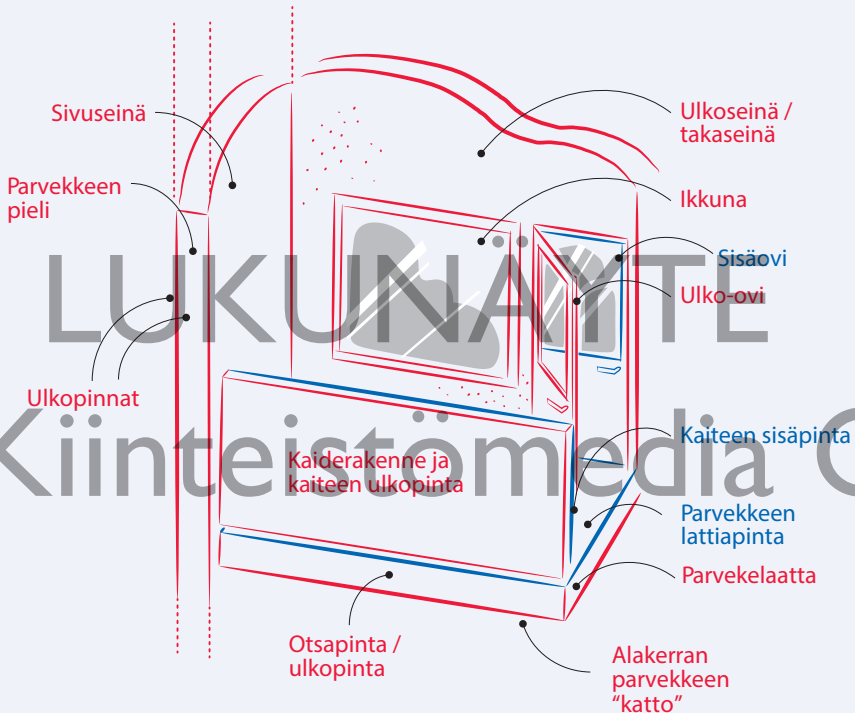 Sivuseinä
Ulkoseinä /
takaseinä
Parvekkeen
pieli
Ikkuna
Sisäovi
Ulko-ovi
LUKUNÄYTE
Ulkopinnat
Kiinteistömedia O
Kaiderakenne ja
kaiteen ulkopinta
Kaiteen sisäpinta
Parvekkeen
lattiapinta
Parvekelaatta
Otsapinta /
ulkopinta
Alakerran
parvekkeen
“katto”